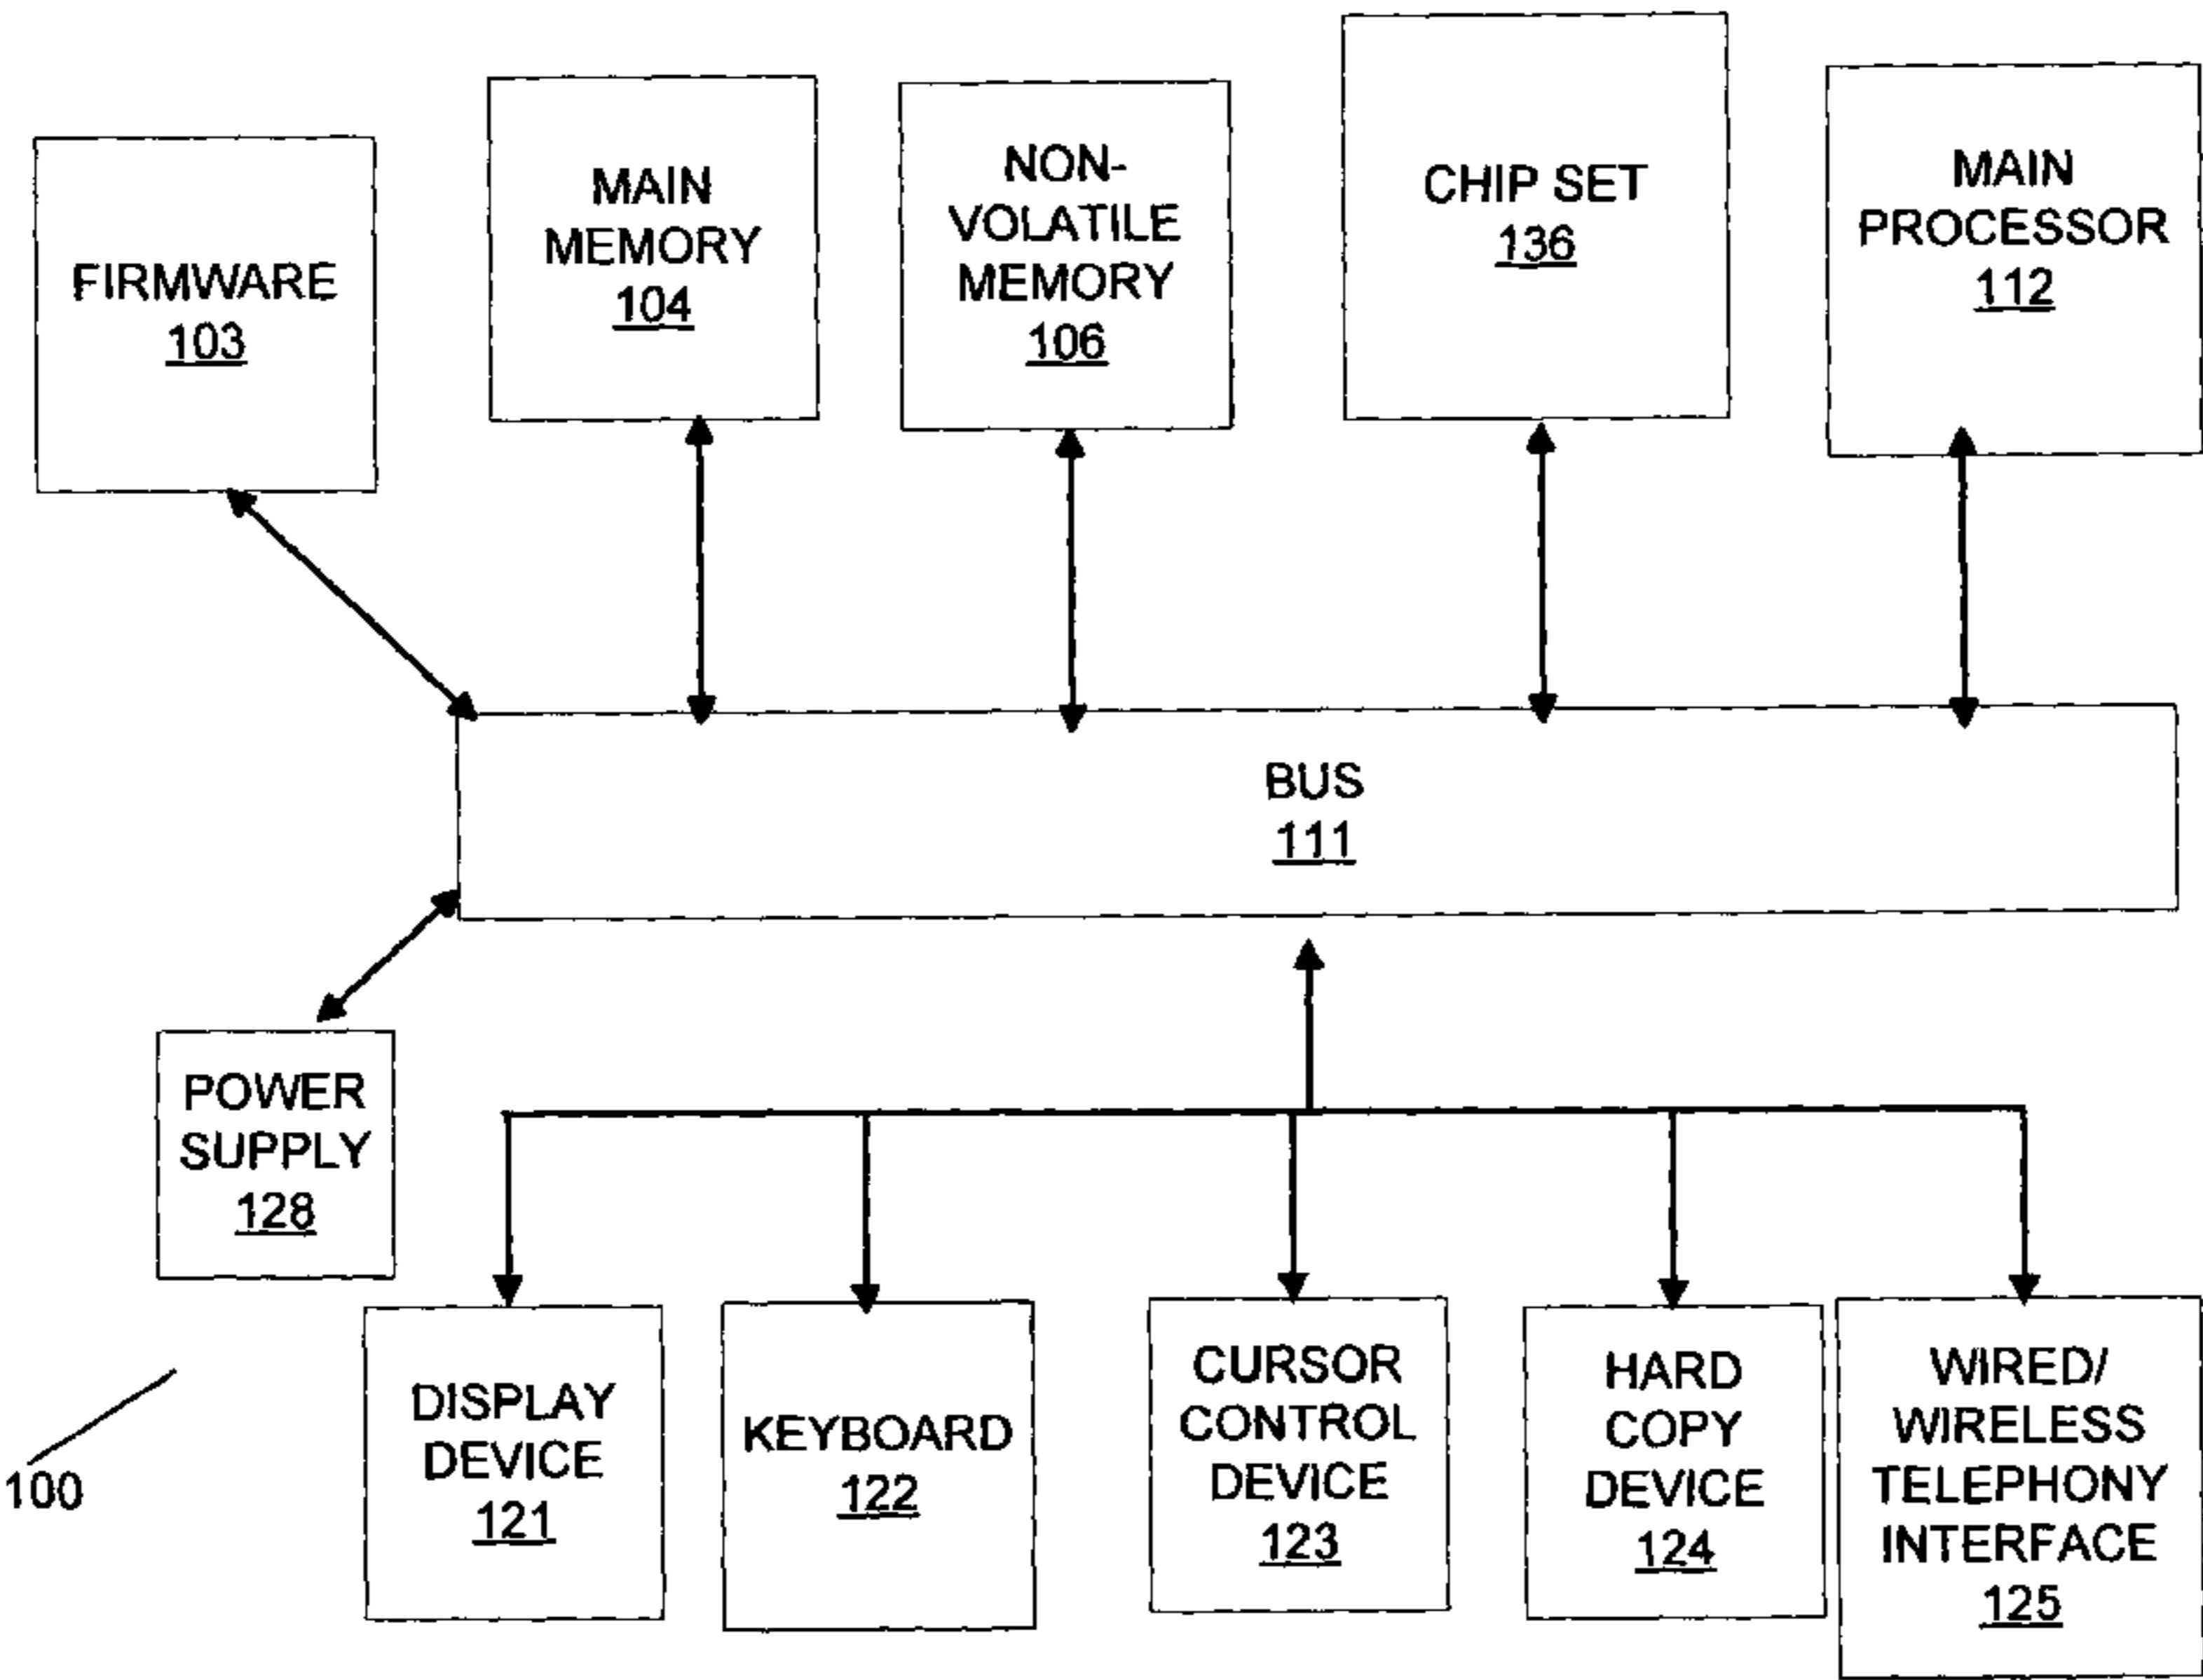 FIRMWARE
103
MAIN
MEMORY
104
NON-
VOLATILE
MEMORY
106
CHIP SET
136
MAIN
PROCESSOR
112
BUS
111
POWER
SUPPLY
128
DISPLAY
DEVICE
121
KEYBOARD
122
CURSOR
CONTROL
DEVICE
123
HARD
COPY
DEVICE
124
WIRED/
WIRELESS
TELEPHONY
INTERFACE
125
100